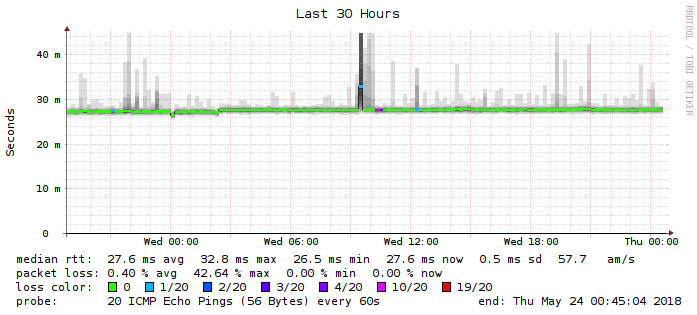 Last 30 Hours
RRDTOOL / TOBI OETIKER
Seconds
40 m
30 m
20 m
10 m
0
Wed 00:00 Wed 06:00 Wed 12:00 Wed 18:00 Thu 00:00
median rtt: 27.6 ms avg 32.8 ms max 26.5 ms min 27.6 ms now 0.5 ms sd 57.7 am/s
packet loss: 0.40 % avg 42.64 % max 0.00 % min 0.00 % now
loss color: 0 1/20 2/20 3/20 4/20 10/20 19/20
probe: 20 ICMP Echo Pings (56 Bytes) every 60s end: Thu May 24 00:45:04 2018